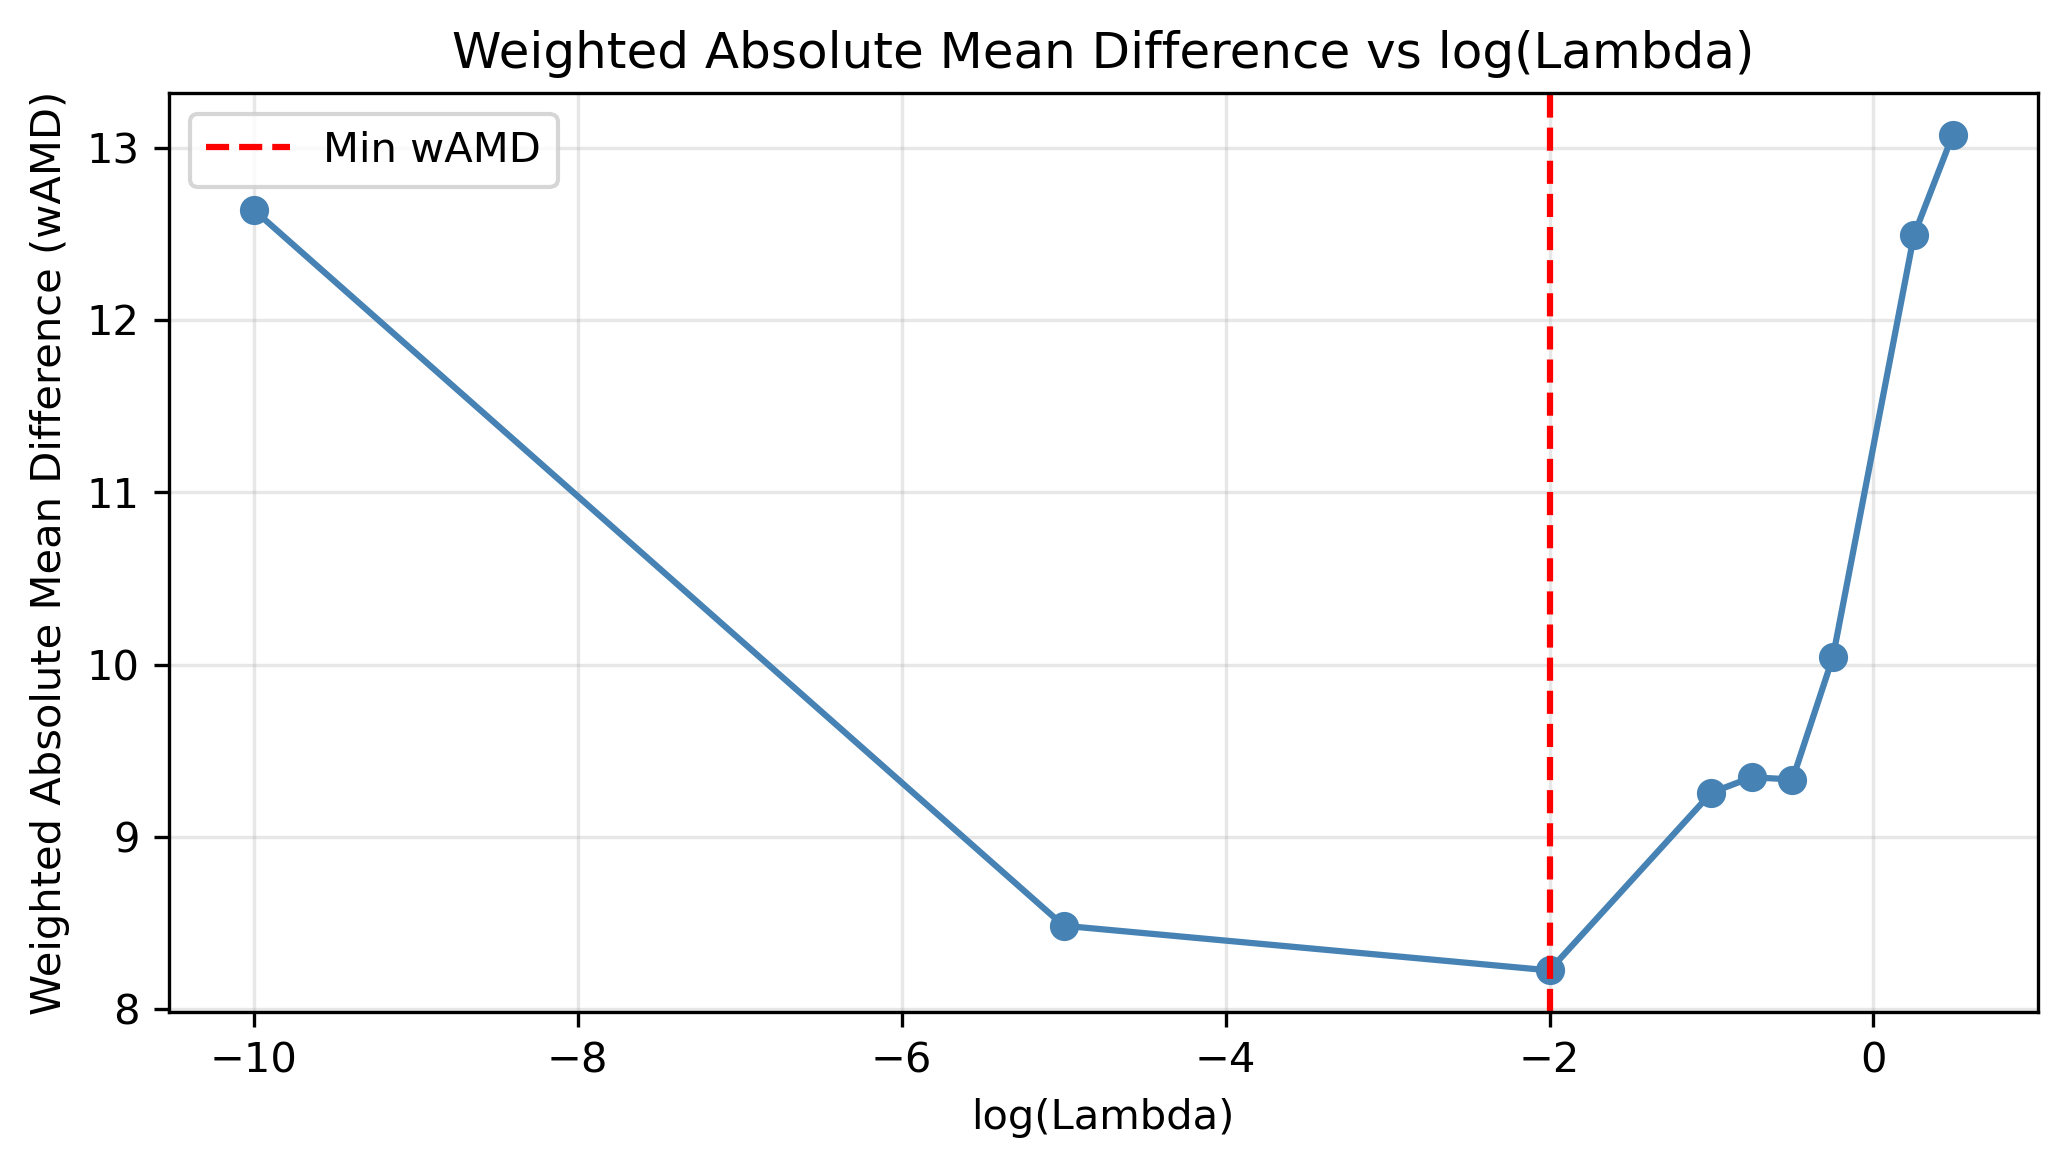 Weighted Absolute Mean Difference vs log(Lambda)
Weighted Absolute Mean Difference (wAMD)
Min wAMD
13
12
11
10
9
8
−10 −8 −6 −4 −2 0
log(Lambda)